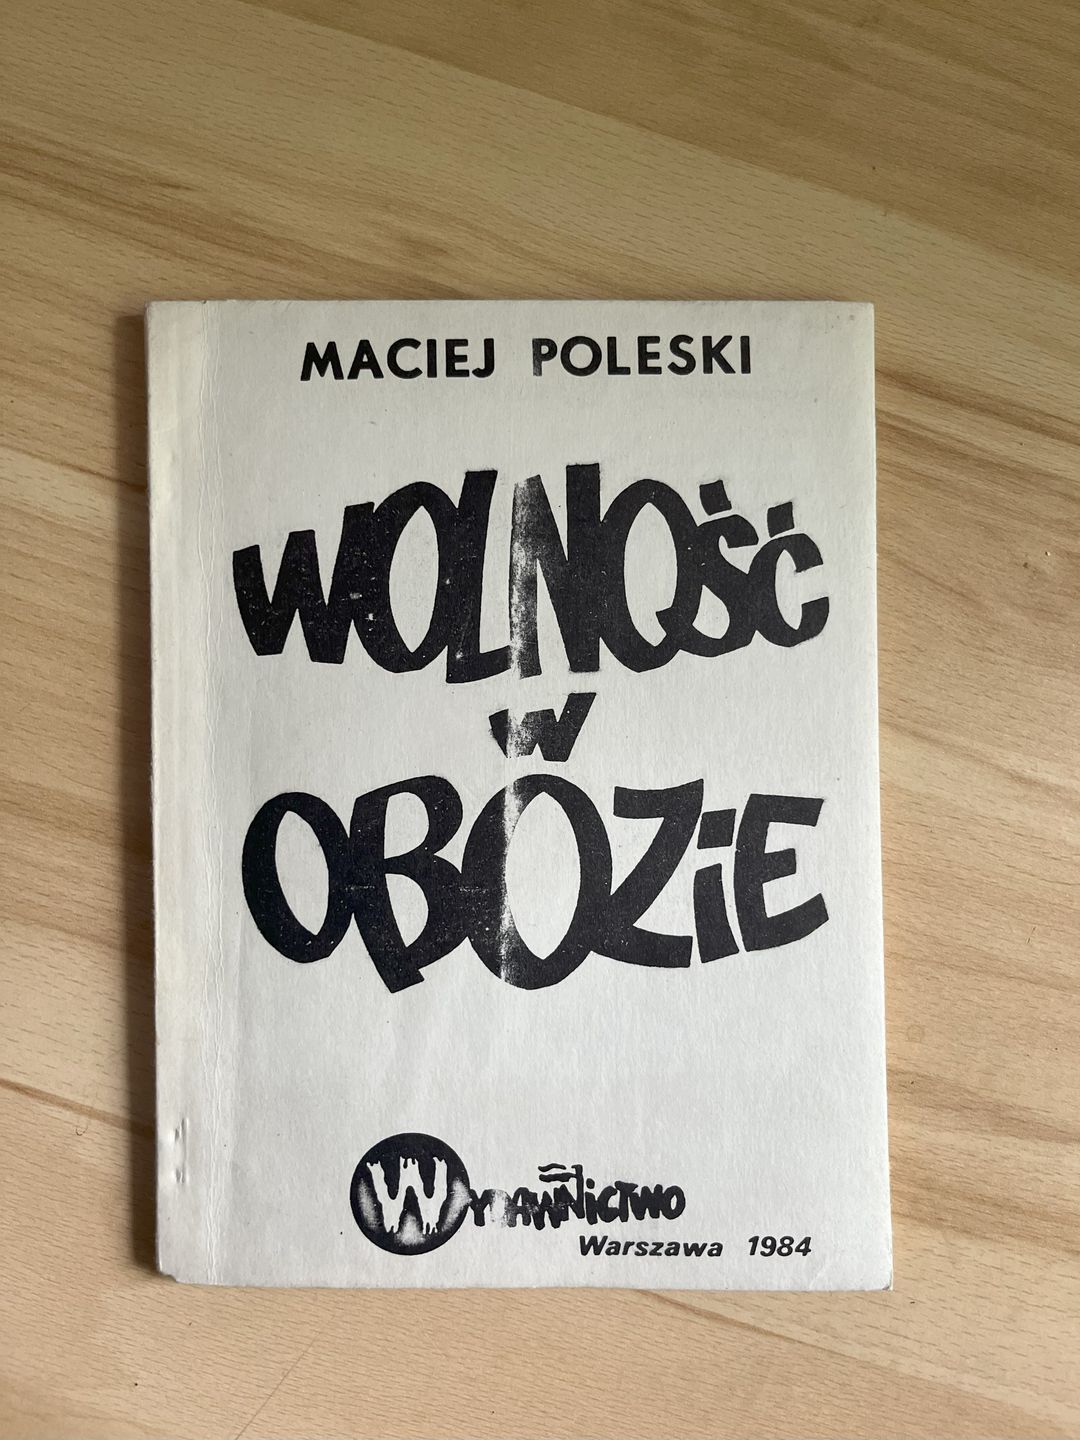 MACIEJ POLESKI
WOLNOŚĆ
W
OBOZIE
WYDAWNICTWO
Warszawa 1984